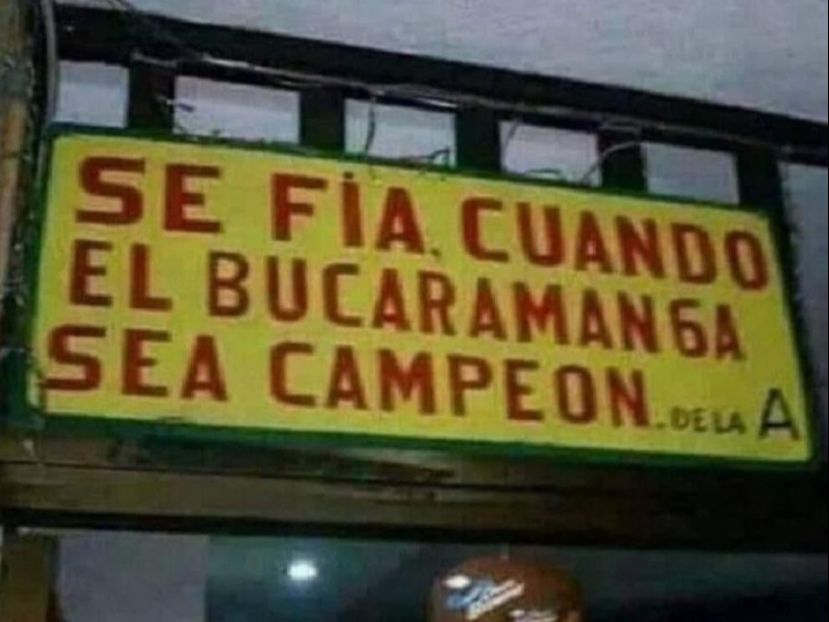 SE FÍA. CUANDO
EL BUCARAMANGA
SEA CAMPEON. DE LA A